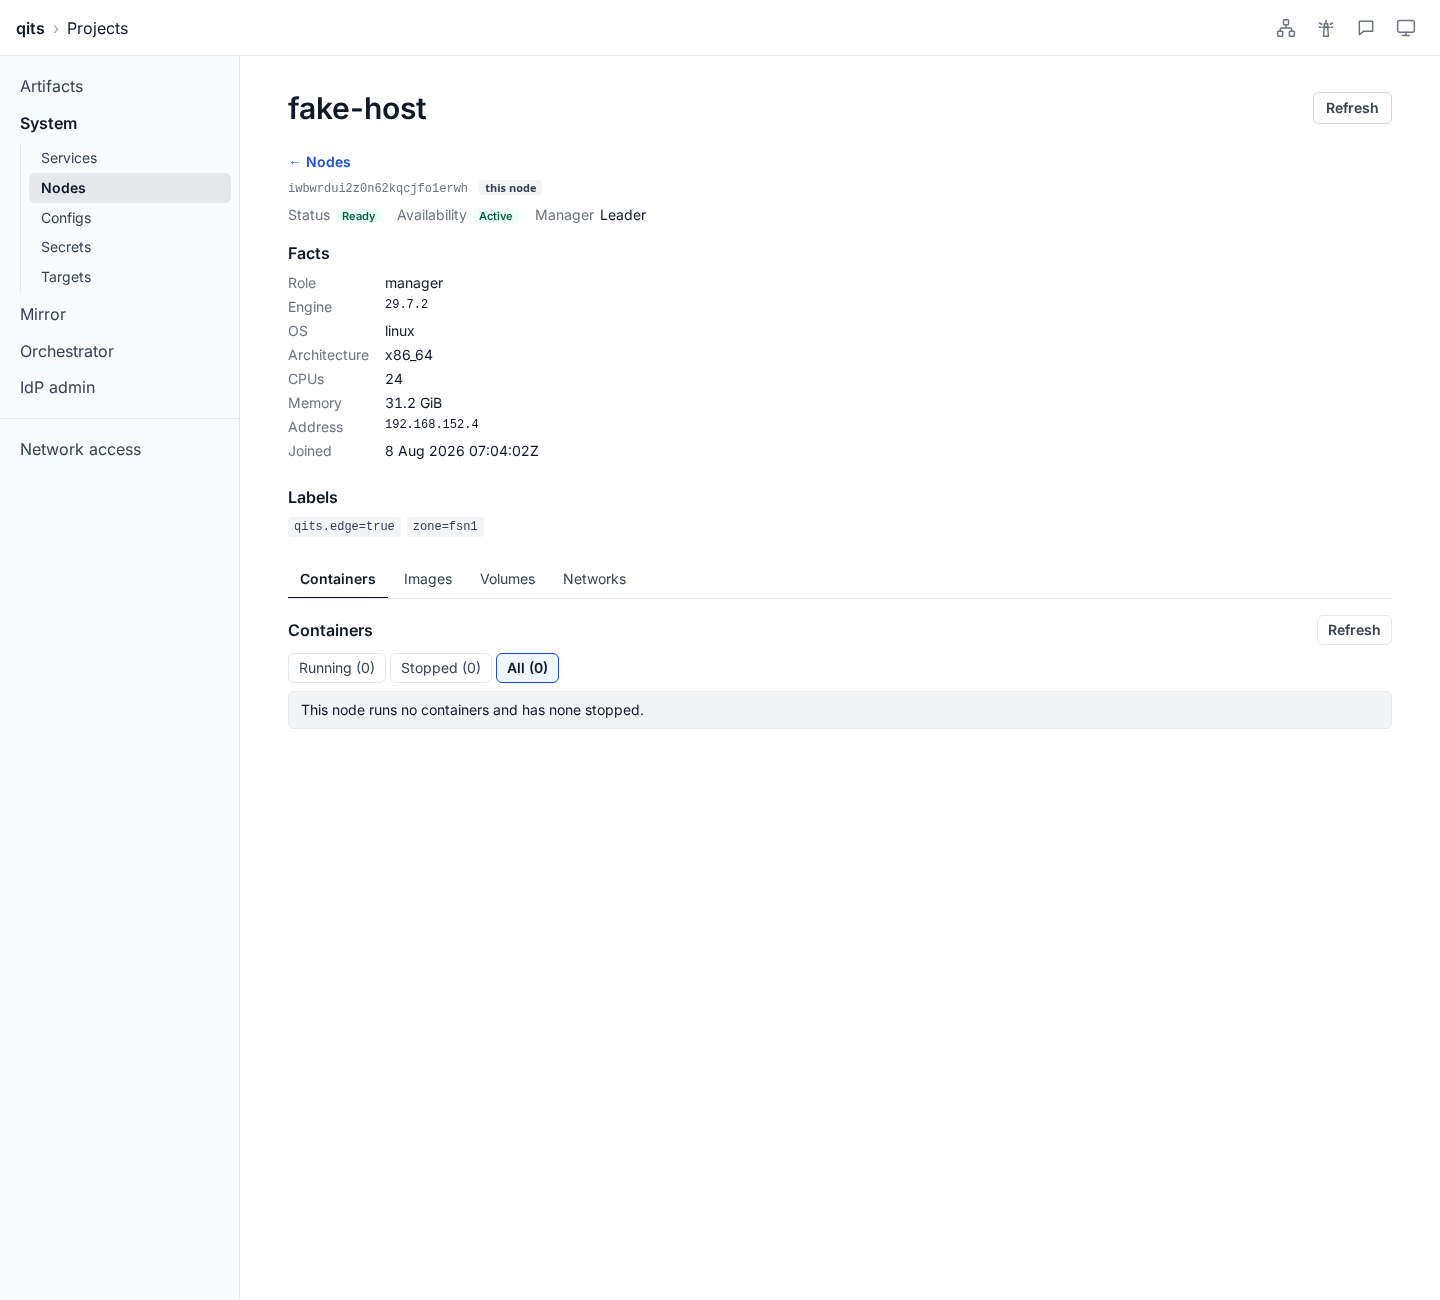 qits › Projects
Artifacts
System
Services
Nodes
Configs
Secrets
Targets
Mirror
Orchestrator
IdP admin
Network access
fake-host
Refresh
← Nodes
iwbwrdui2z0n62kqcjfo1erwh this node
Status Ready Availability Active Manager Leader
Facts
Role manager
Engine 29.7.2
OS linux
Architecture x86_64
CPUs 24
Memory 31.2 GiB
Address 192.168.152.4
Joined 8 Aug 2026 07:04:02Z
Labels
qits.edge=true zone=fsn1
Containers Images Volumes Networks
Containers
Refresh
Running (0) Stopped (0) All (0)
This node runs no containers and has none stopped.